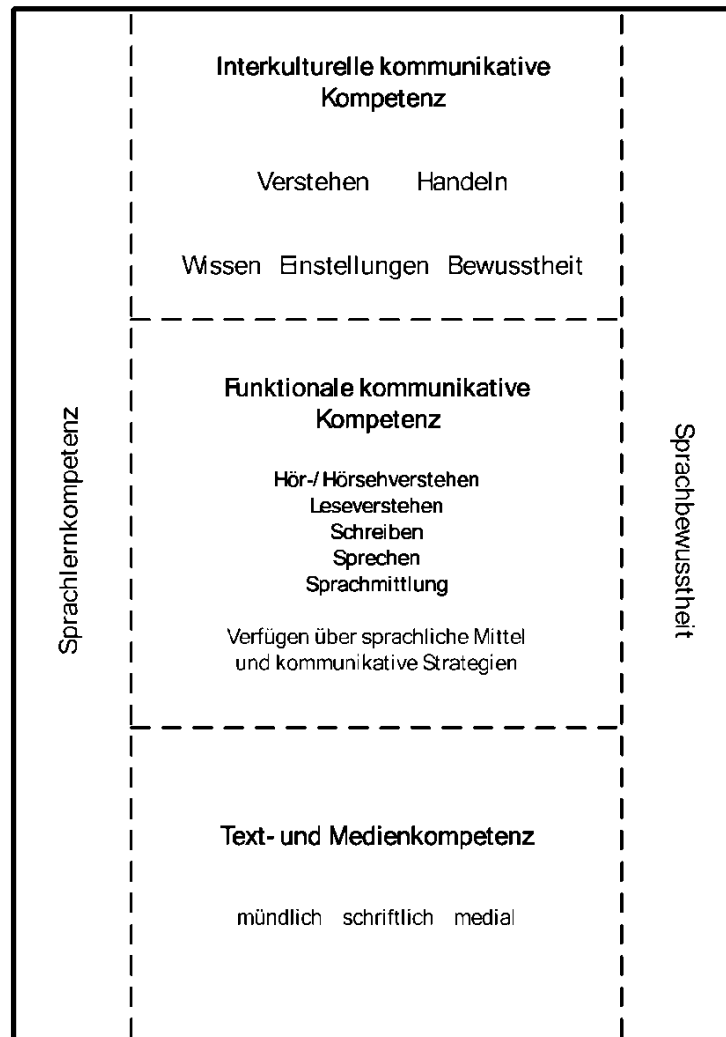 Interkulturelle kommunikative
Kompetenz
Verstehen Handeln
Wissen Einstellungen Bewusstheit
Sprachlernkompetenz
Funktionale kommunikative
Kompetenz
Hör-/ Hörsehverstehen
Leseverstehen
Schreiben
Sprechen
Sprachmittlung
Verfügen über sprachliche Mittel
und kommunikative Strategien
Sprachbewusstheit
Text- und Medienkompetenz
mündlich schriftlich medial